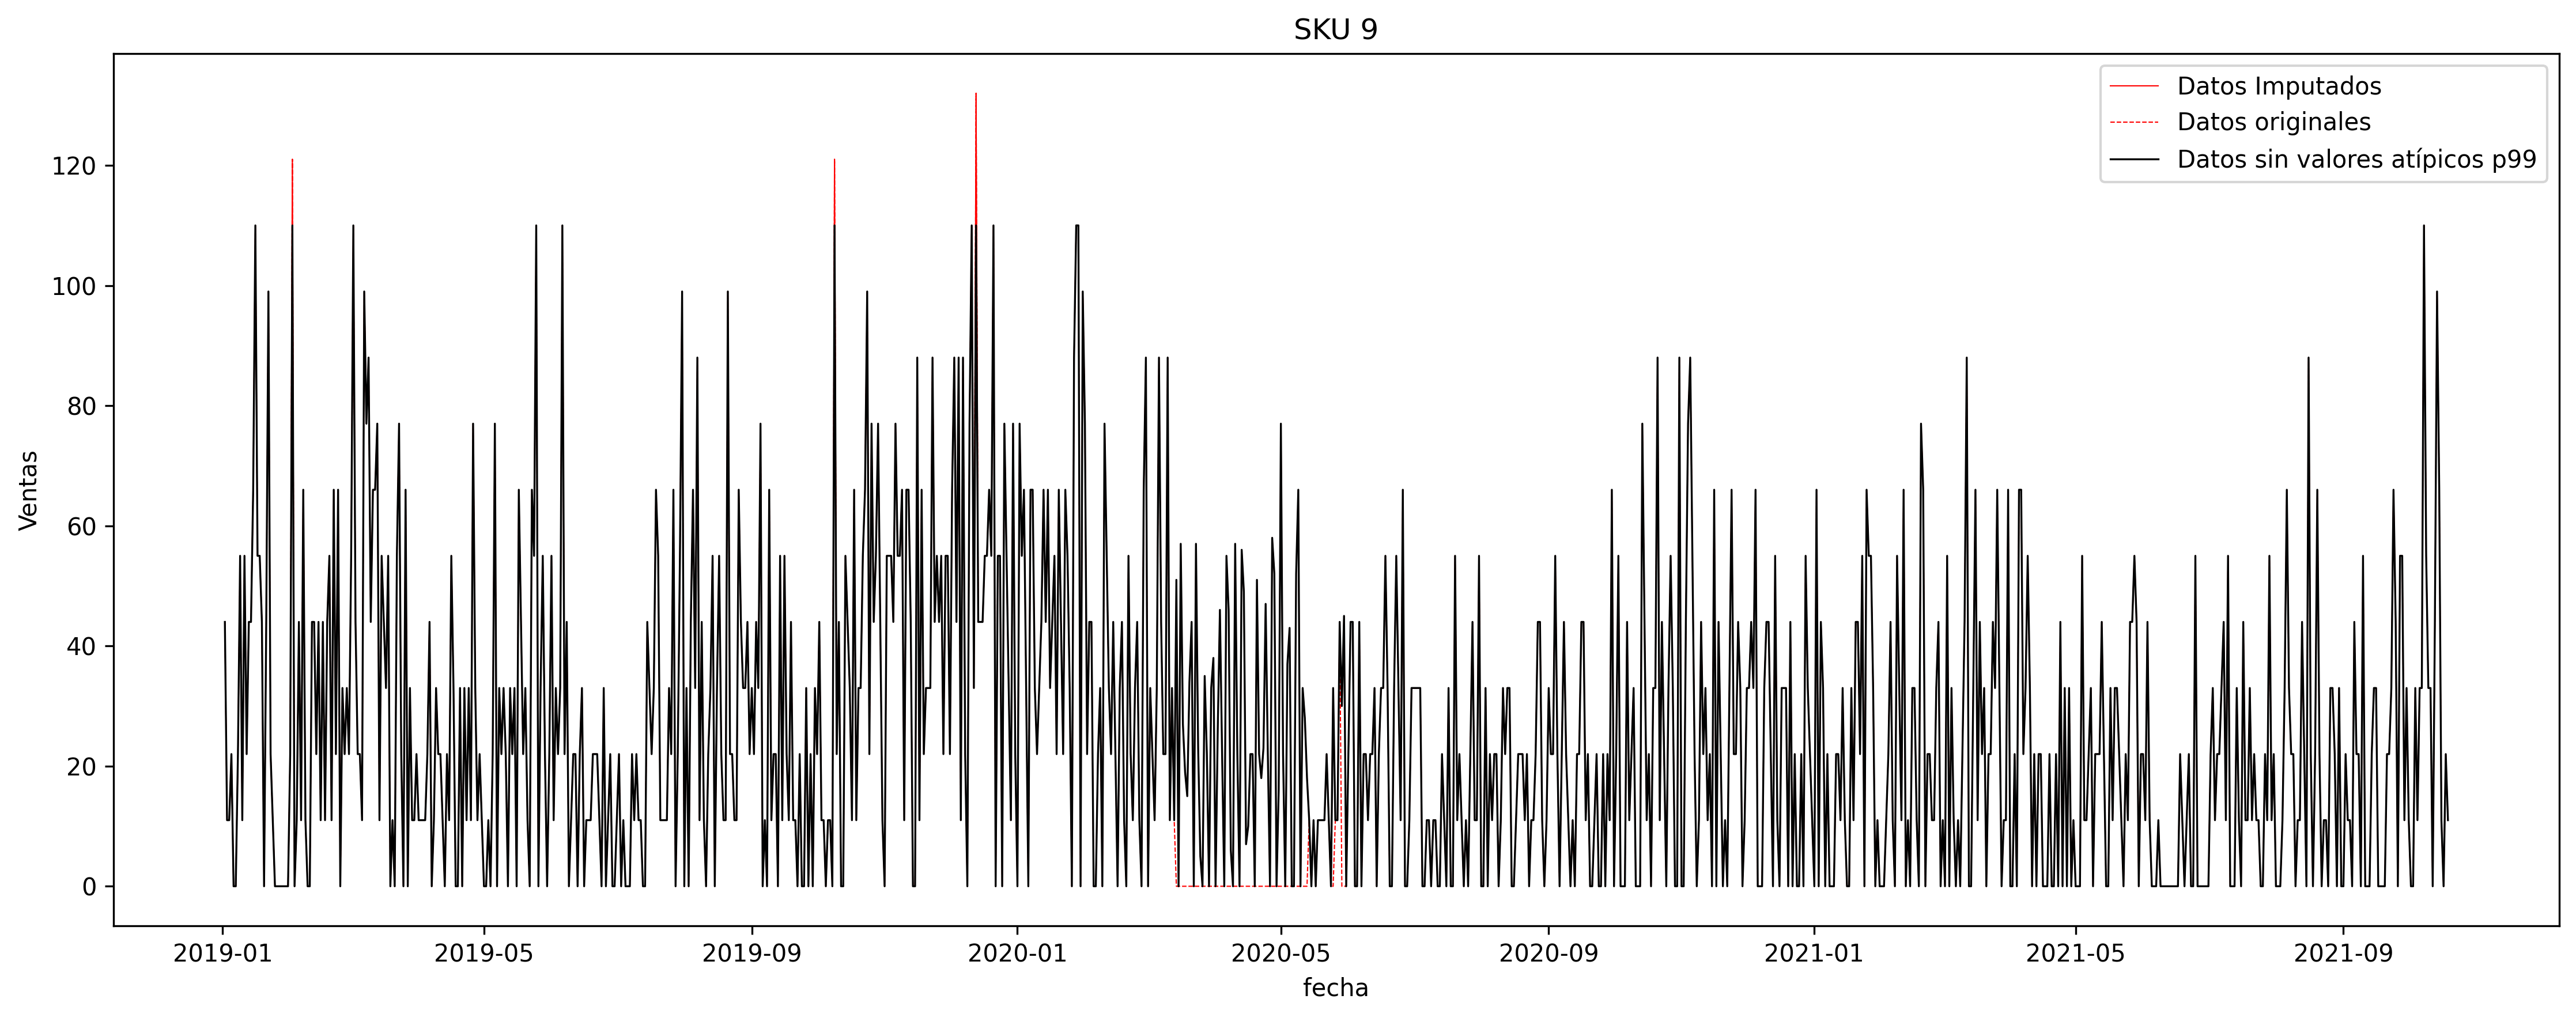 SKU 9
Datos Imputados
Datos originales
Datos sin valores atípicos p99
120
100
80
60
40
20
0
Ventas
2019-01 2019-05 2019-09 2020-01 2020-05 2020-09 2021-01 2021-05 2021-09
fecha